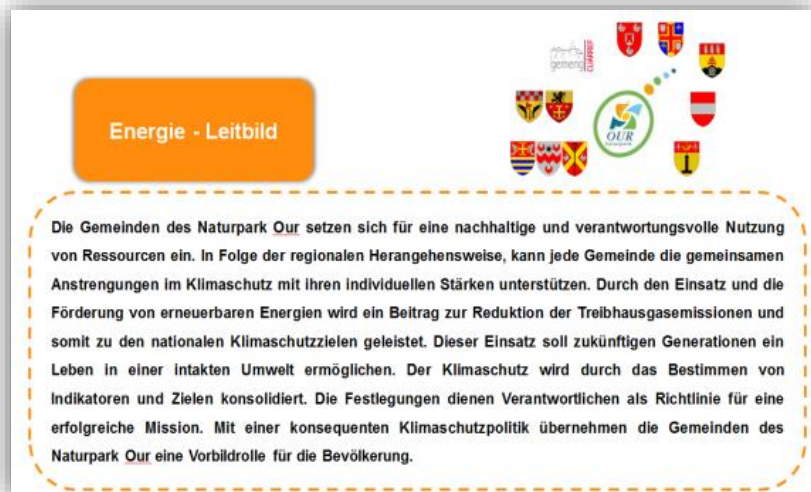 gemeng
CLIÄRREF
Energie - Leitbild
OUR
naturpark
Die Gemeinden des Naturpark Our setzen sich für eine nachhaltige und verantwortungsvolle Nutzung
von Ressourcen ein. In Folge der regionalen Herangehensweise, kann jede Gemeinde die gemeinsamen
Anstrengungen im Klimaschutz mit ihren individuellen Stärken unterstützen. Durch den Einsatz und die
Förderung von erneuerbaren Energien wird ein Beitrag zur Reduktion der Treibhausgasemissionen und
somit zu den nationalen Klimaschutzzielen geleistet. Dieser Einsatz soll zukünftigen Generationen ein
Leben in einer intakten Umwelt ermöglichen. Der Klimaschutz wird durch das Bestimmen von
Indikatoren und Zielen konsolidiert. Die Festlegungen dienen Verantwortlichen als Richtlinie für eine
erfolgreiche Mission. Mit einer konsequenten Klimaschutzpolitik übernehmen die Gemeinden des
Naturpark Our eine Vorbildrolle für die Bevölkerung.